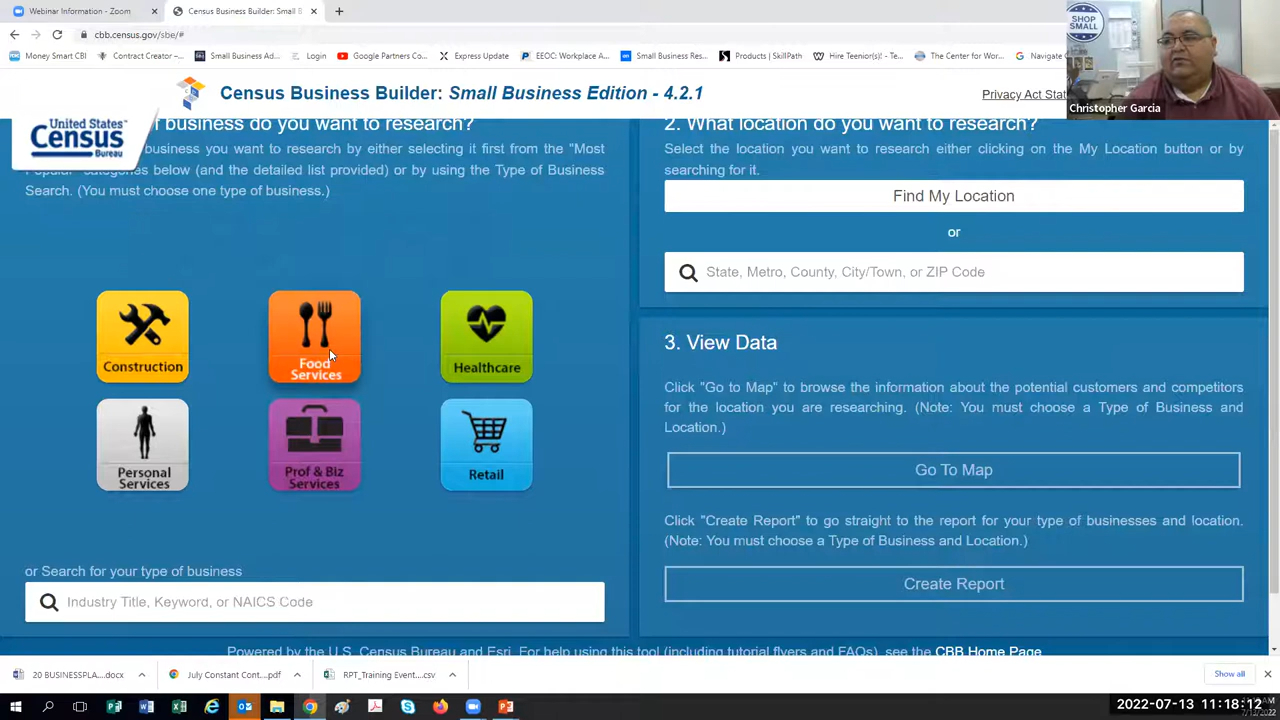 Webinar Information - Zoom
Census Business Builder: Small B
cbb.census.gov/sbe/#
Money Smart CBI
Contract Creator –...
Small Business Ad...
Login
Google Partners Co...
Express Update
EEOC: Workplace A...
Small Business Res...
Products | SkillPath
Hire Teenior(s)! - Te...
The Center for Wor...
Navigate
SHOP
SMALL
Christopher Garcia
Census Business Builder: Small Business Edition - 4.2.1
Privacy Act Stat
United States
Census
Bureau
of business do you want to research?
business you want to research by either selecting it first from the "Most
Popular" categories below (and the detailed list provided) or by using the Type of Business
Search. (You must choose one type of business.)
Construction
Food
Services
Healthcare
Personal
Services
Prof & Biz
Services
Retail
or Search for your type of business
Industry Title, Keyword, or NAICS Code
2. What location do you want to research?
Select the location you want to research either clicking on the My Location button or by
searching for it.
Find My Location
or
State, Metro, County, City/Town, or ZIP Code
3. View Data
Click "Go to Map" to browse the information about the potential customers and competitors
for the location you are researching. (Note: You must choose a Type of Business and
Location.)
Go To Map
Click "Create Report" to go straight to the report for your type of businesses and location.
(Note: You must choose a Type of Business and Location.)
Create Report
Powered by the U.S. Census Bureau and Esri. For help using this tool (including tutorial flyers and FAQs), see the CBB Home Page
20 BUSINESSPLA....docx
July Constant Cont....pdf
RPT_Training Event....csv
Show all
2022-07-13 11:18:12
7/13/2022